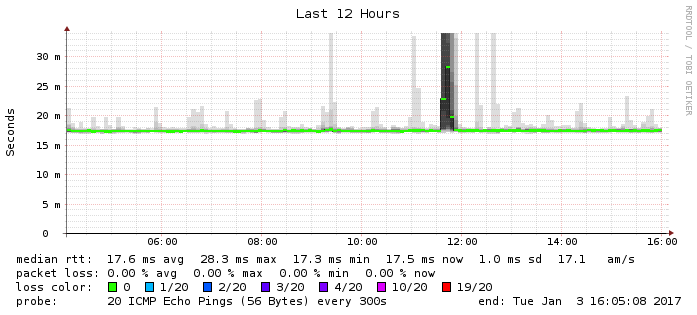 Last 12 Hours
RRDTOOL / TOBI OETIKER
Seconds
30 m
25 m
20 m
15 m
10 m
5 m
0
06:00 08:00 10:00 12:00 14:00 16:00
median rtt: 17.6 ms avg 28.3 ms max 17.3 ms min 17.5 ms now 1.0 ms sd 17.1 am/s
packet loss: 0.00 % avg 0.00 % max 0.00 % min 0.00 % now
loss color: 0 1/20 2/20 3/20 4/20 10/20 19/20
probe: 20 ICMP Echo Pings (56 Bytes) every 300s end: Tue Jan 3 16:05:08 2017